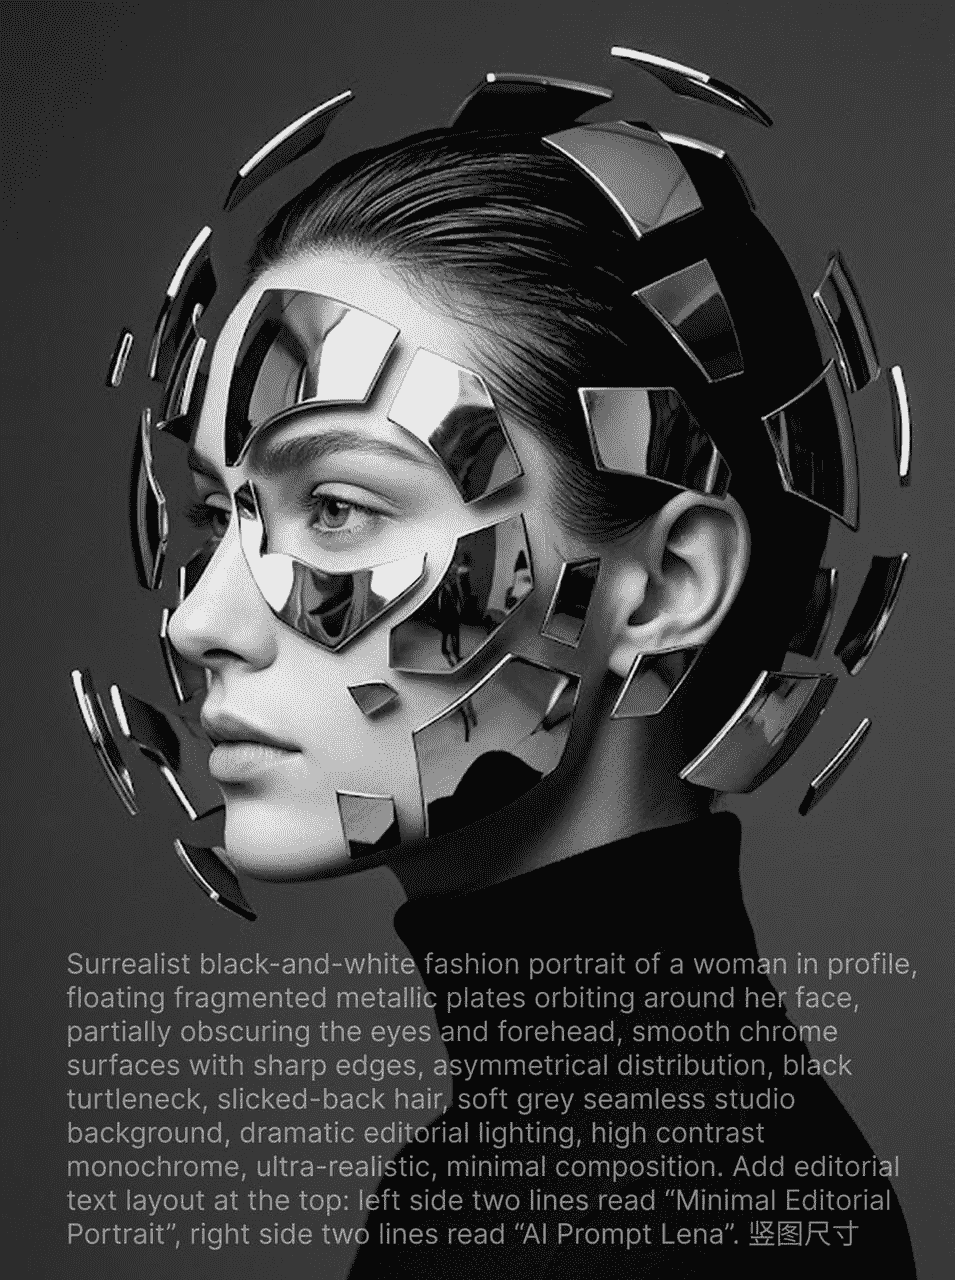 Surrealist black-and-white fashion portrait of a woman in profile,
floating fragmented metallic plates orbiting around her face,
partially obscuring the eyes and forehead, smooth chrome
surfaces with sharp edges, asymmetrical distribution, black
turtleneck, slicked-back hair, soft grey seamless studio
background, dramatic editorial lighting, high contrast
monochrome, ultra-realistic, minimal composition. Add editorial
text layout at the top: left side two lines read “Minimal Editorial
Portrait”, right side two lines read “AI Prompt Lena”. 竖图尺寸